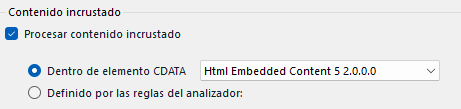 Contenido incrustado
Procesar contenido incrustado
Dentro de elemento CDATA Html Embedded Content 5 2.0.0.0
Definido por las reglas del analizador: